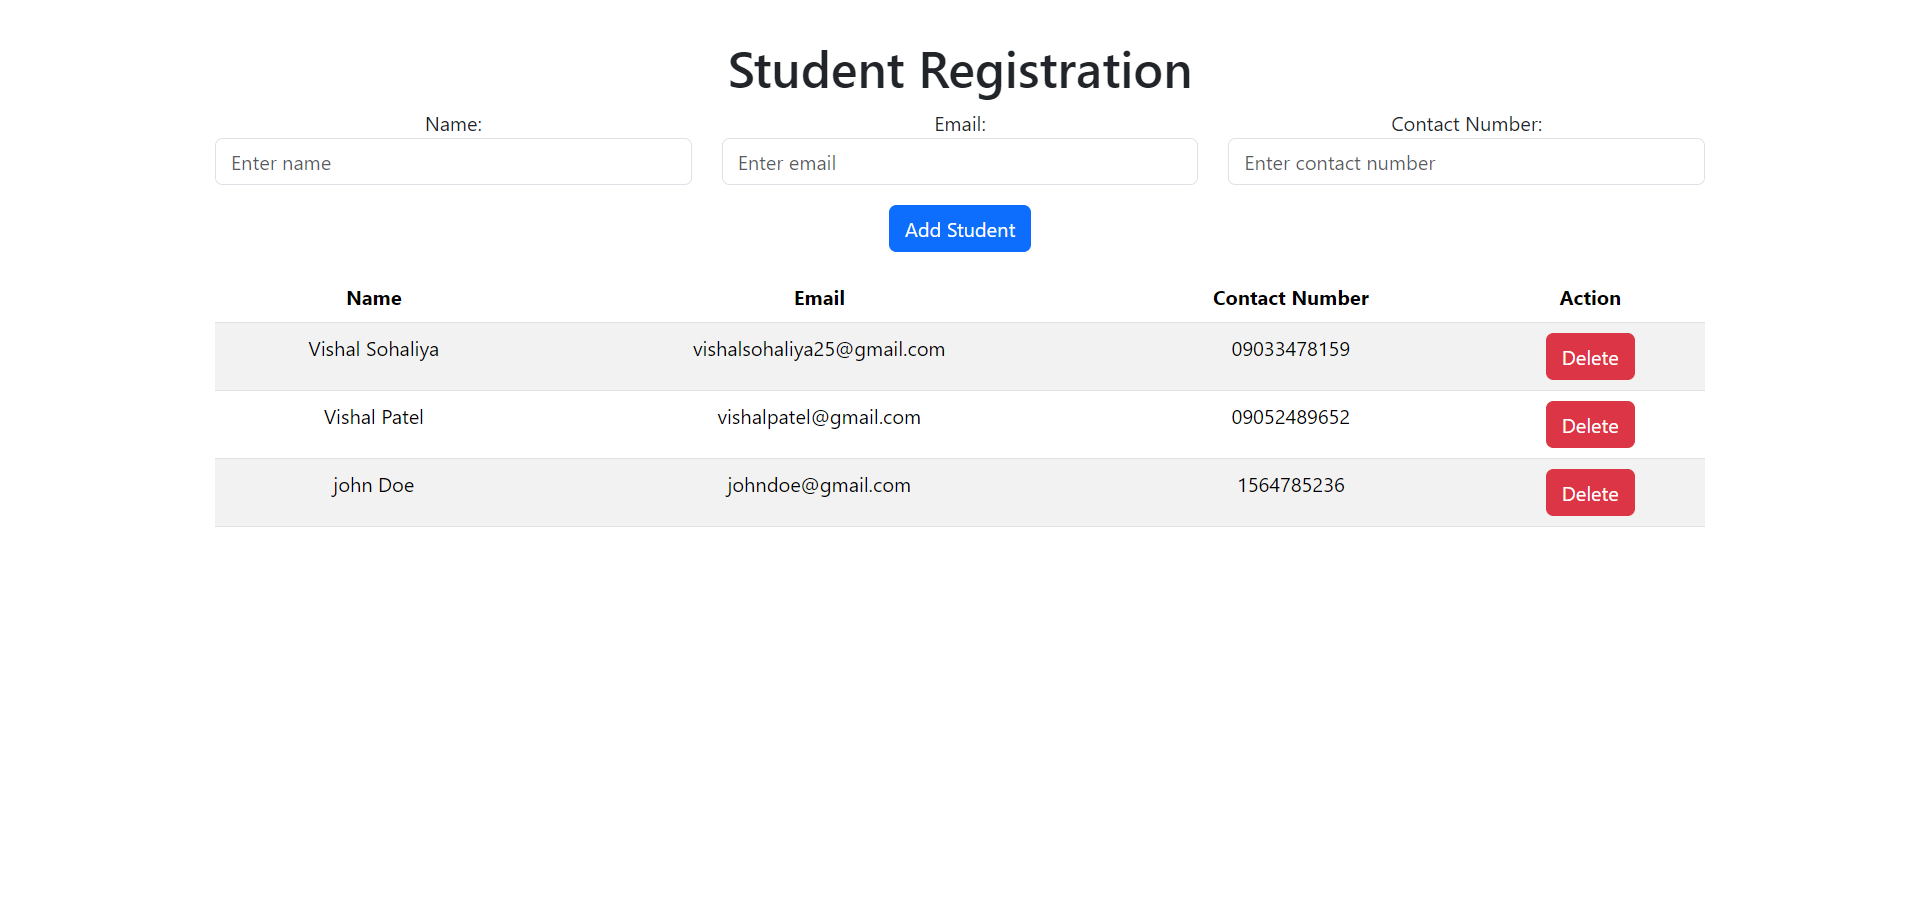 Student Registration
Name: Email: Contact Number:
Enter name Enter email Enter contact number
Add Student
Name Email Contact Number Action
Vishal Sohaliya vishalsohaliya25@gmail.com 09033478159 Delete
Vishal Patel vishalpatel@gmail.com 09052489652 Delete
john Doe johndoe@gmail.com 1564785236 Delete